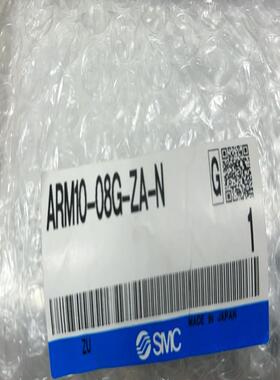 ARM10-08G-ZA-N
G
1
MADE IN JAPAN
ZU
SMC